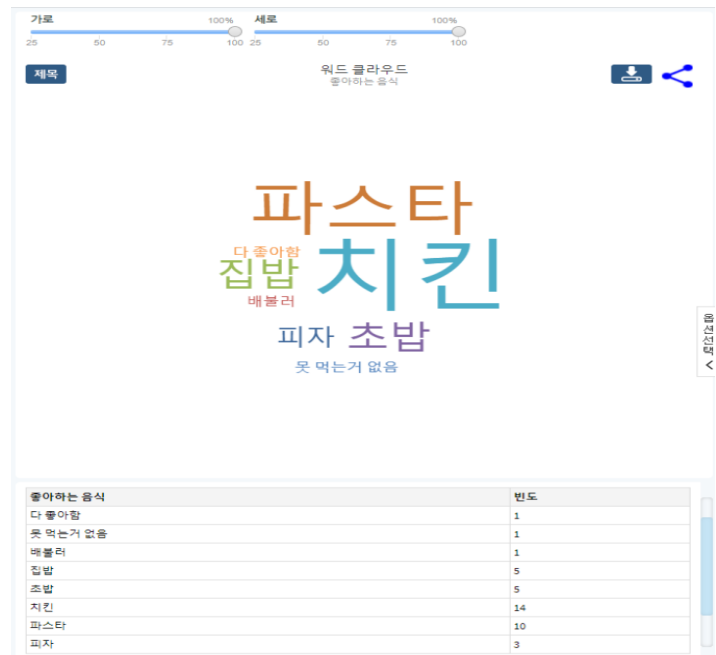 가로 100% 세로 100%
25 50 75 100 25 50 75 100
제목
워드 클라우드
좋아하는 음식
파스타
다 좋아함
치킨
집밥
배불러
피자 초밥
못 먹는거 없음
옵션선택
좋아하는 음식 빈도
다 좋아함 1
못 먹는거 없음 1
배불러 1
집밥 5
초밥 5
치킨 14
파스타 10
피자 3